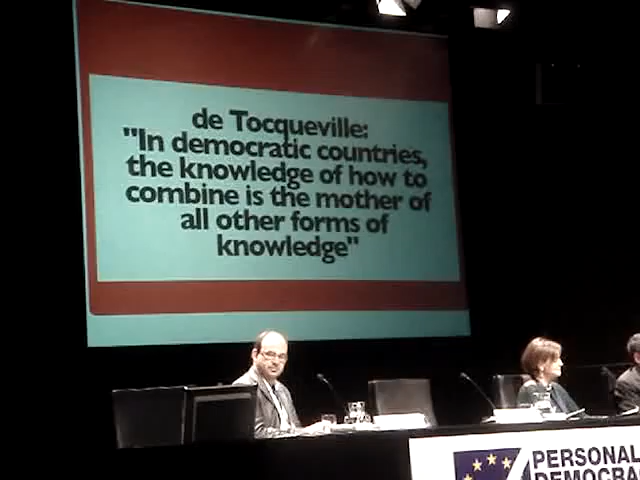 de Tocqueville:
"In democratic countries,
the knowledge of how to
combine is the mother of
all other forms of
knowledge"
PERSONAL